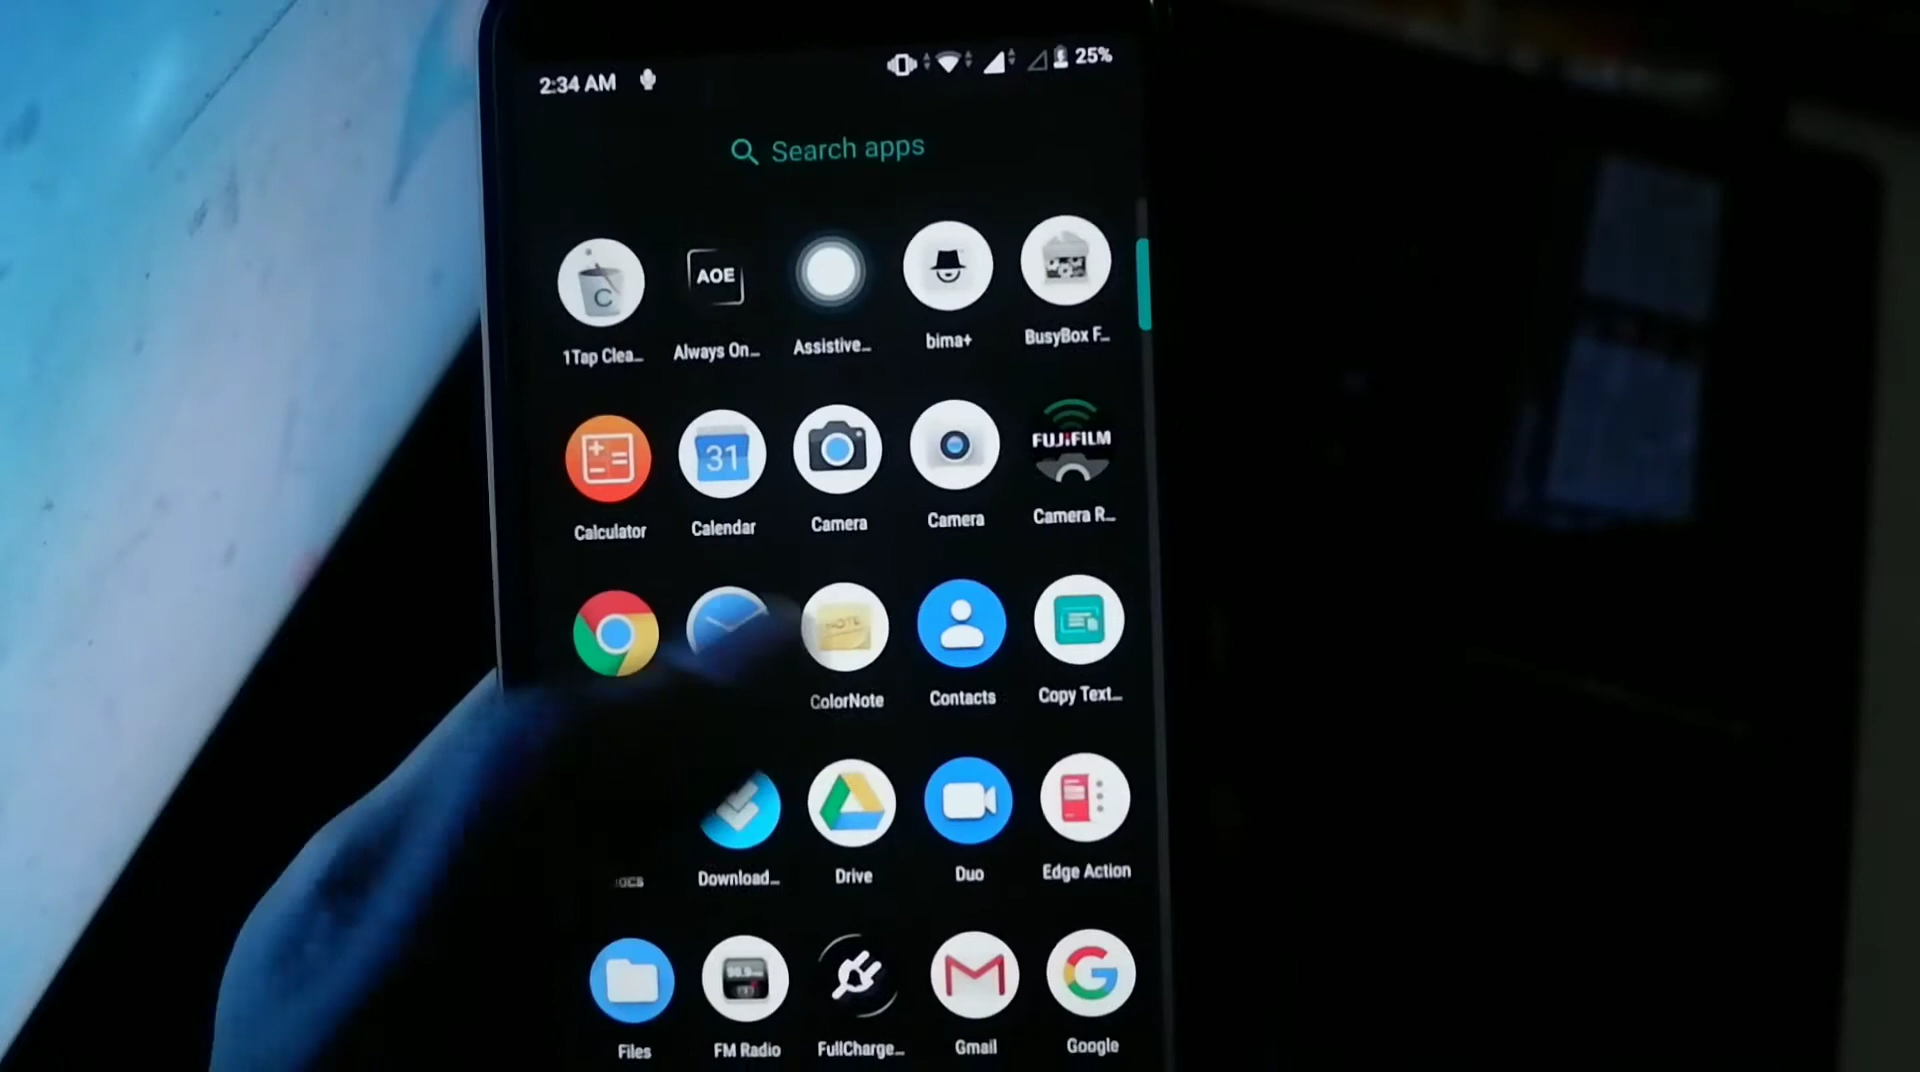 2:34 AM 25%
Search apps
C AOE
1Tap Clea… Always On… Assistive… bima+ BusyBox F…
31 FUJIFILM
Calculator Calendar Camera Camera Camera R…
NOTE
ColorNote Contacts Copy Text…
Download… Drive Duo Edge Action
Files FM Radio FullCharge… Gmail Google